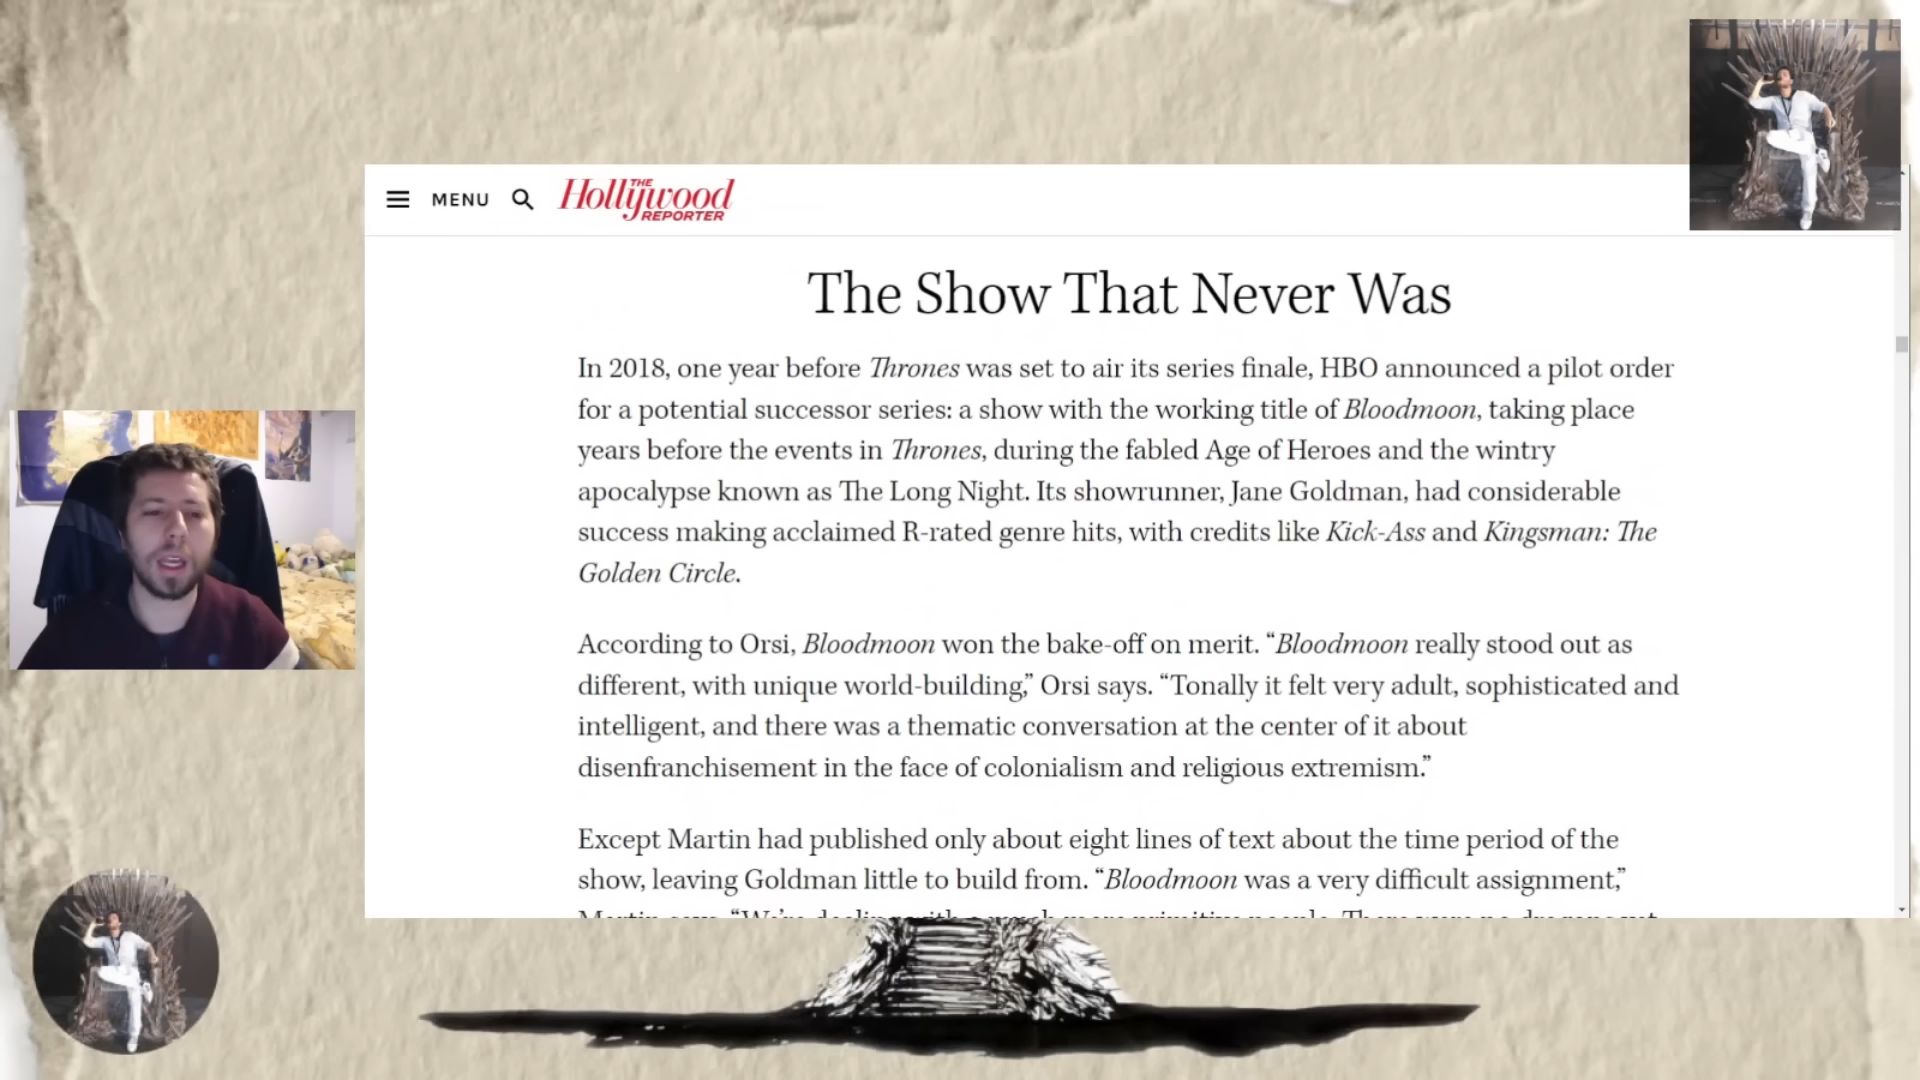 MENU
THE
Hollywood
REPORTER
The Show That Never Was
In 2018, one year before Thrones was set to air its series finale, HBO announced a pilot order
for a potential successor series: a show with the working title of Bloodmoon, taking place
years before the events in Thrones, during the fabled Age of Heroes and the wintry
apocalypse known as The Long Night. Its showrunner, Jane Goldman, had considerable
success making acclaimed R-rated genre hits, with credits like Kick-Ass and Kingsman: The
Golden Circle.
According to Orsi, Bloodmoon won the bake-off on merit. “Bloodmoon really stood out as
different, with unique world-building,” Orsi says. “Tonally it felt very adult, sophisticated and
intelligent, and there was a thematic conversation at the center of it about
disenfranchisement in the face of colonialism and religious extremism.”
Except Martin had published only about eight lines of text about the time period of the
show, leaving Goldman little to build from. “Bloodmoon was a very difficult assignment,”